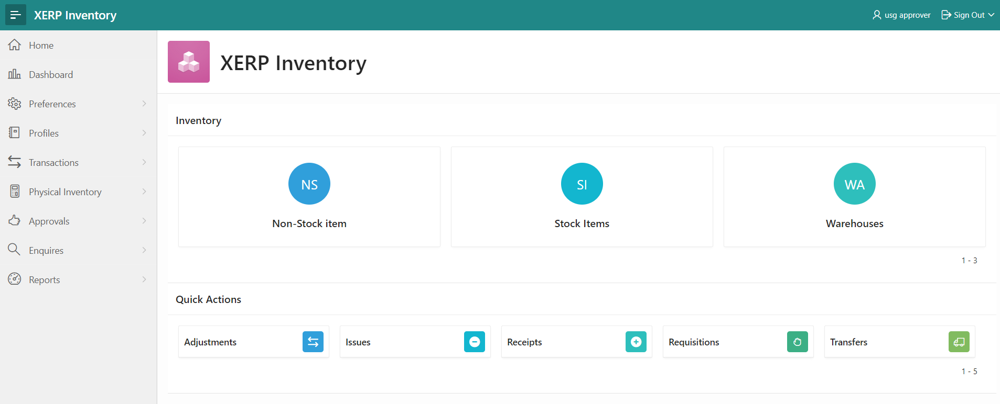 XERP Inventory
usg approver
Sign Out
Home
Dashboard
Preferences
Profiles
Transactions
Physical Inventory
Approvals
Enquires
Reports
XERP Inventory
Inventory
NS
Non-Stock item
SI
Stock Items
WA
Warehouses
1 - 3
Quick Actions
Adjustments
Issues
Receipts
Requisitions
Transfers
1 - 5